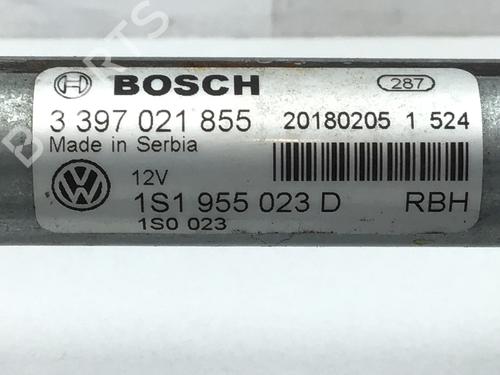 BOSCH 287
3 397 021 855 20180205 1 524
Made in Serbia
12V
1S1 955 023 D RBH
1S0 023